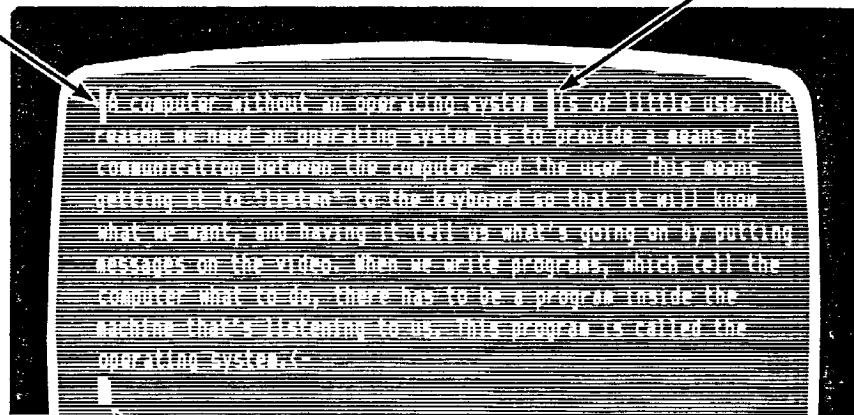 A computer without an operating system is of little use. The
reason we need an operating system is to provide a means of
communication between the computer and the user. This means
getting it to "listen" to the keyboard so that it will know
what we want, and having it tell us what's going on by putting
messages on the video. When we write programs, which tell the
computer what to do, there has to be a program inside the
machine that's listening to us. This program is called the
operating system.<